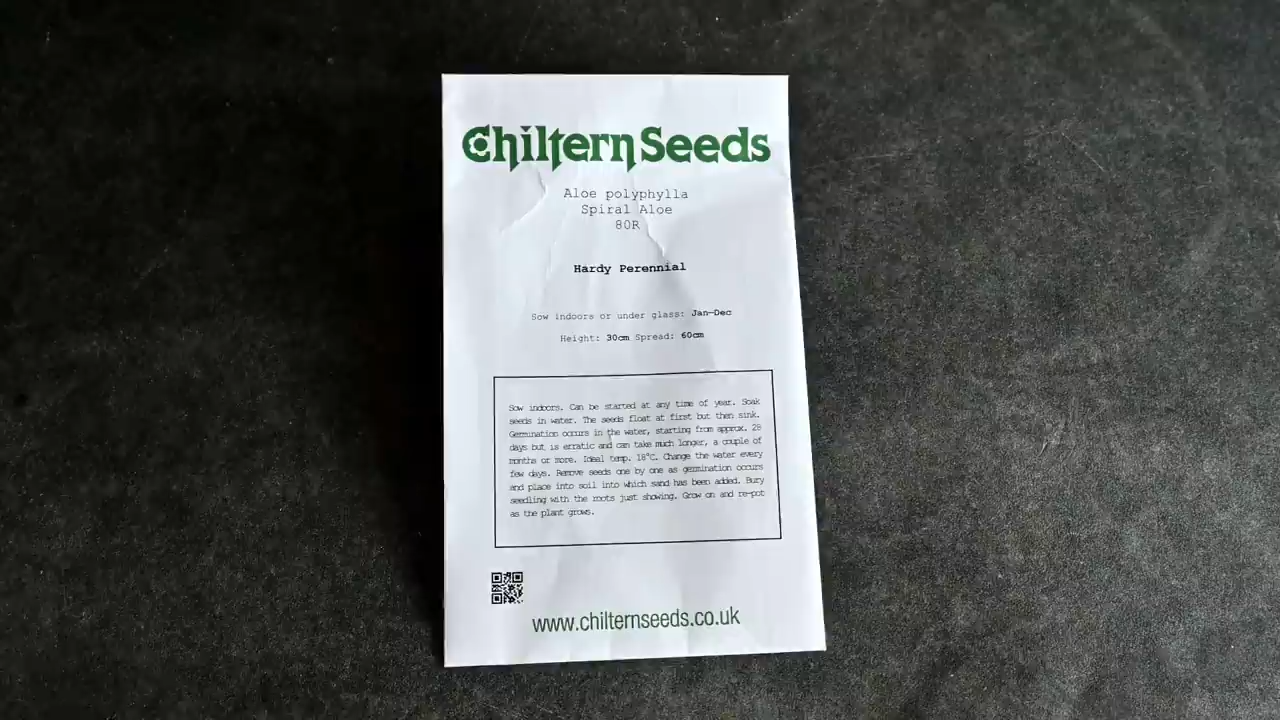 Chiltern Seeds
Aloe polyphylla
Spiral Aloe
80R
Hardy Perennial
Sow indoors or under glass: Jan-Dec
Height: 30cm Spread: 60cm
Sow indoors. Can be started at any time of year. Soak
seeds in water. The seeds float at first but then sink.
Germination occurs in the water, starting from approx. 28
days but is erratic and can take much longer, a couple of
months or more. Ideal temp. 18°C. Change the water every
few days. Remove seeds one by one as germination occurs
and place into soil into which sand has been added. Bury
seedling with the roots just showing. Grow on and re-pot
as the plant grows.
www.chilternseeds.co.uk